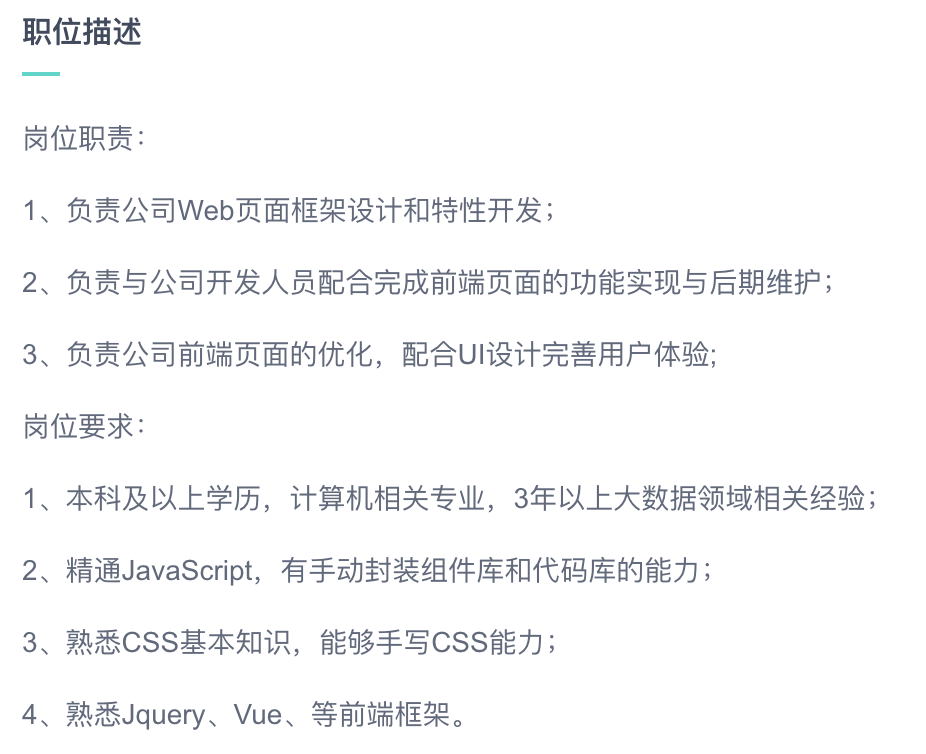 职位描述
岗位职责：
1、负责公司Web页面框架设计和特性开发；
2、负责与公司开发人员配合完成前端页面的功能实现与后期维护；
3、负责公司前端页面的优化，配合UI设计完善用户体验;
岗位要求：
1、本科及以上学历，计算机相关专业，3年以上大数据领域相关经验；
2、精通JavaScript，有手动封装组件库和代码库的能力；
3、熟悉CSS基本知识，能够手写CSS能力；
4、熟悉Jquery、Vue、等前端框架。